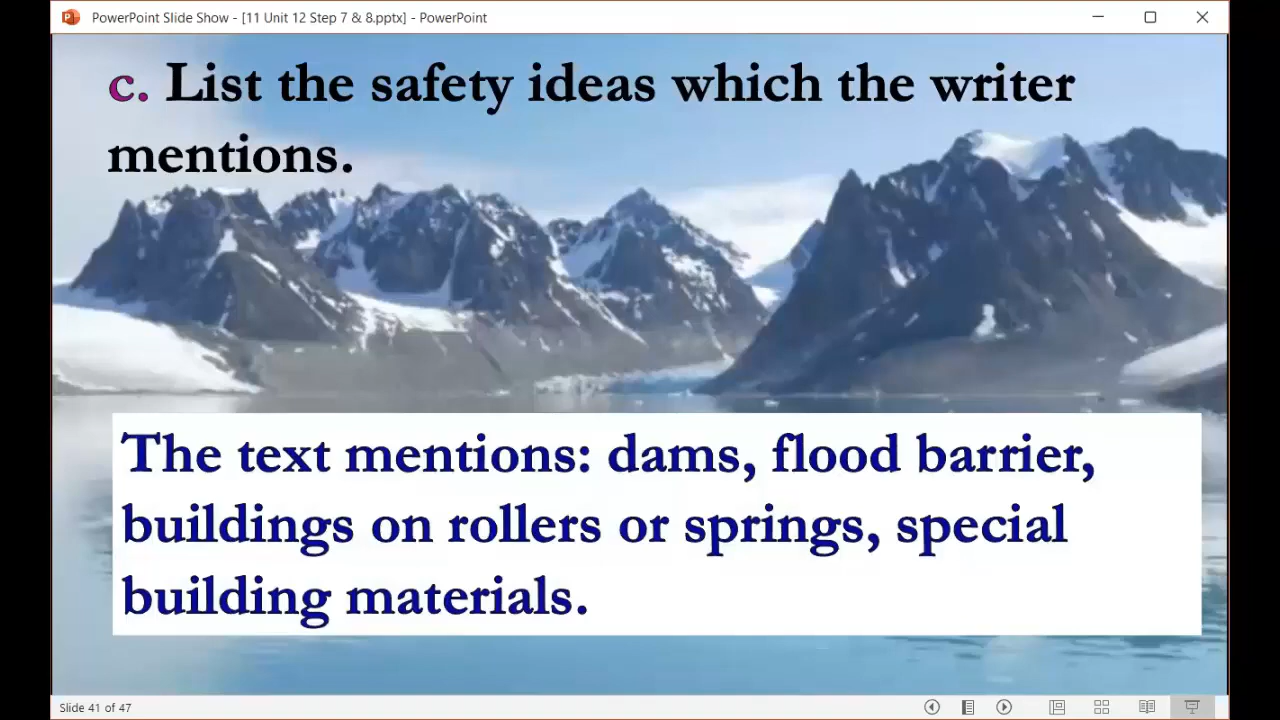 PowerPoint Slide Show - [11 Unit 12 Step 7 & 8.pptx] - PowerPoint
c. List the safety ideas which the writer
mentions.
The text mentions: dams, flood barrier,
buildings on rollers or springs, special
building materials.
Slide 41 of 47